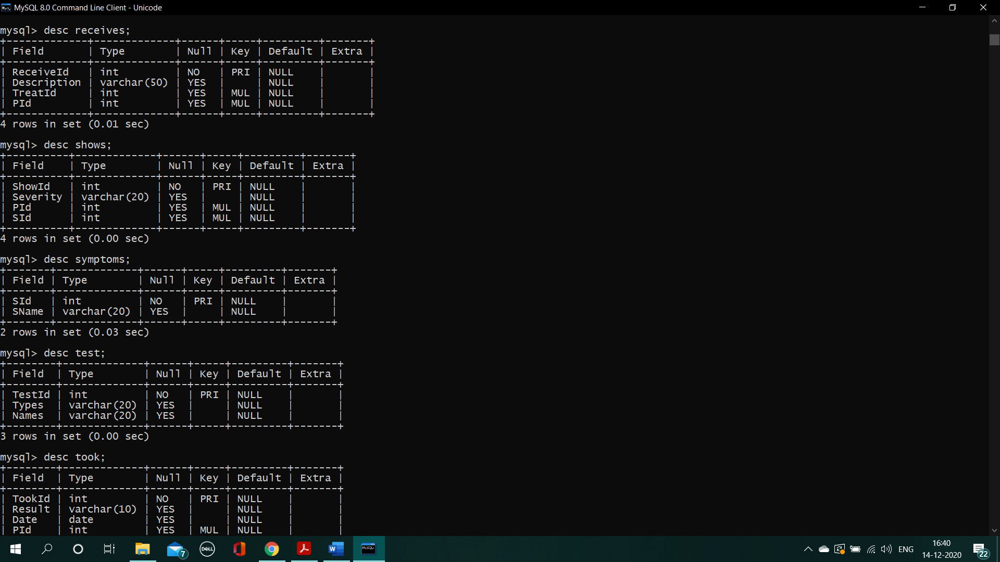 MySQL 8.0 Command Line Client - Unicode
mysql> desc receives;
+-------------+-------------+------+-----+---------+-------+
| Field       | Type        | Null | Key | Default | Extra |
+-------------+-------------+------+-----+---------+-------+
| ReceiveId   | int         | NO   | PRI | NULL    |       |
| Description | varchar(50) | YES  |     | NULL    |       |
| TreatId     | int         | YES  | MUL | NULL    |       |
| PId         | int         | YES  | MUL | NULL    |       |
+-------------+-------------+------+-----+---------+-------+
4 rows in set (0.01 sec)
mysql> desc shows;
+----------+-------------+------+-----+---------+-------+
| Field    | Type        | Null | Key | Default | Extra |
+----------+-------------+------+-----+---------+-------+
| ShowId   | int         | NO   | PRI | NULL    |       |
| Severity | varchar(20) | YES  |     | NULL    |       |
| PId      | int         | YES  | MUL | NULL    |       |
| SId      | int         | YES  | MUL | NULL    |       |
+----------+-------------+------+-----+---------+-------+
4 rows in set (0.00 sec)
mysql> desc symptoms;
+-------+-------------+------+-----+---------+-------+
| Field | Type        | Null | Key | Default | Extra |
+-------+-------------+------+-----+---------+-------+
| SId   | int         | NO   | PRI | NULL    |       |
| SName | varchar(20) | YES  |     | NULL    |       |
+-------+-------------+------+-----+---------+-------+
2 rows in set (0.03 sec)
mysql> desc test;
+--------+-------------+------+-----+---------+-------+
| Field  | Type        | Null | Key | Default | Extra |
+--------+-------------+------+-----+---------+-------+
| TestId | int         | NO   | PRI | NULL    |       |
| Types  | varchar(20) | YES  |     | NULL    |       |
| Names  | varchar(20) | YES  |     | NULL    |       |
+--------+-------------+------+-----+---------+-------+
3 rows in set (0.00 sec)
mysql> desc took;
+--------+-------------+------+-----+---------+-------+
| Field  | Type        | Null | Key | Default | Extra |
+--------+-------------+------+-----+---------+-------+
| TookId | int         | NO   | PRI | NULL    |       |
| Result | varchar(10) | YES  |     | NULL    |       |
| Date   | date        | YES  |     | NULL    |       |
| PId    | int         | YES  | MUL | NULL    |       |
7
DELL
W
MySQL
ENG
16:40
14-12-2020
22